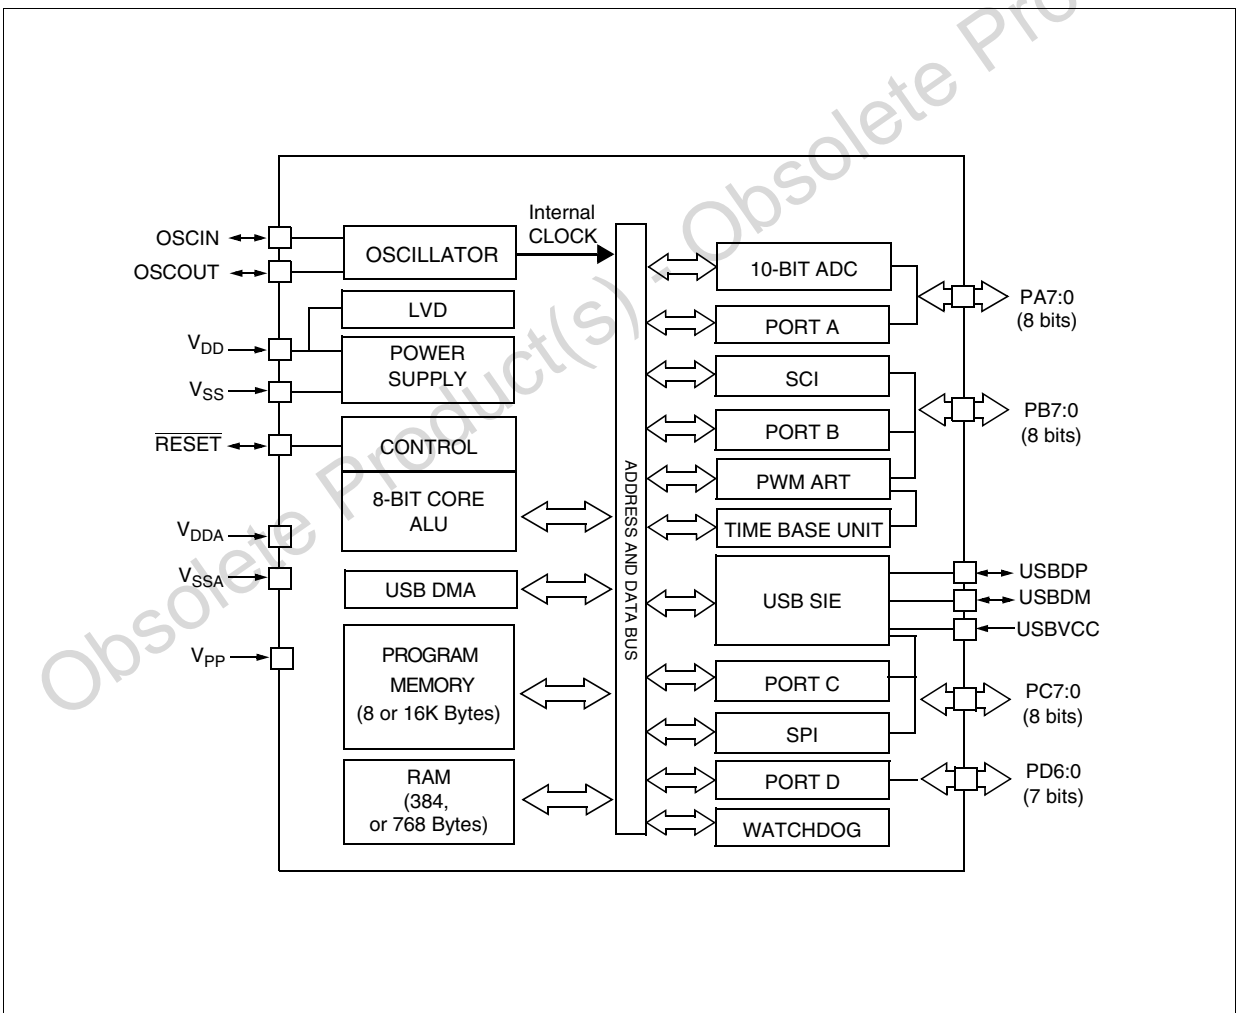 Obsolete Product(s) - Obsolete Pro
Internal
CLOCK
OSCIN
OSCOUT
OSCILLATOR
LVD
VDD
POWER
SUPPLY
VSS
RESET
CONTROL
8-BIT CORE
ALU
VDDA
VSSA
USB DMA
VPP
PROGRAM
MEMORY
(8 or 16K Bytes)
RAM
(384,
or 768 Bytes)
ADDRESS AND DATA BUS
10-BIT ADC
PORT A
PA7:0
(8 bits)
SCI
PORT B
PB7:0
(8 bits)
PWM ART
TIME BASE UNIT
USB SIE
USBDP
USBDM
USBVCC
PORT C
PC7:0
(8 bits)
SPI
PORT D
PD6:0
(7 bits)
WATCHDOG